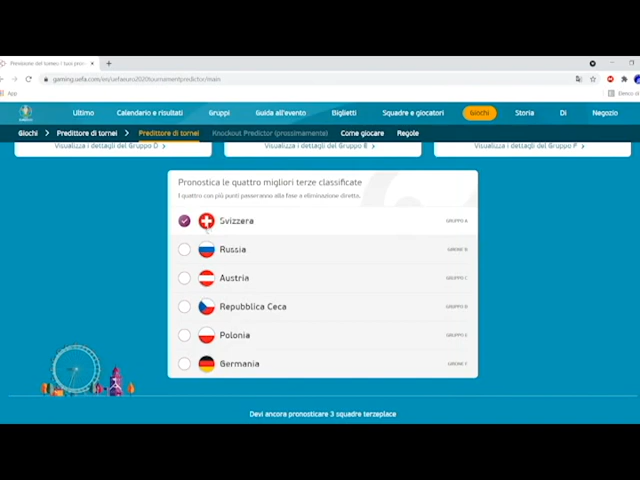 Previsione del torneo | Tuoi pron
gaming.uefa.com/es/uefaeuro2020tournamentpredictor/main
App
Elenco di
Ultimo
Calendario e risultati
Gruppi
Guida all'evento
Biglietti
Squadre e giocatori
Giochi
Storia
Di
Negozio
Giochi
Predittore di tornei
Predittore di tornei
Knockout Predictor (prossimamente)
Come giocare
Regole
Visualizza i dettagli del Gruppo D
Visualizza i dettagli del Gruppo E
Visualizza i dettagli del Gruppo F
Pronostica le quattro migliori terze classificate
I quattro con più punti passeranno alla fase a eliminazione diretta.
Svizzera
GRUPPO A
Russia
GIRONE B
Austria
GRUPPO C
Repubblica Ceca
GRUPPO D
Polonia
GRUPPO E
Germania
GIRONE F
Devi ancora pronosticare 3 squadre terzeplace